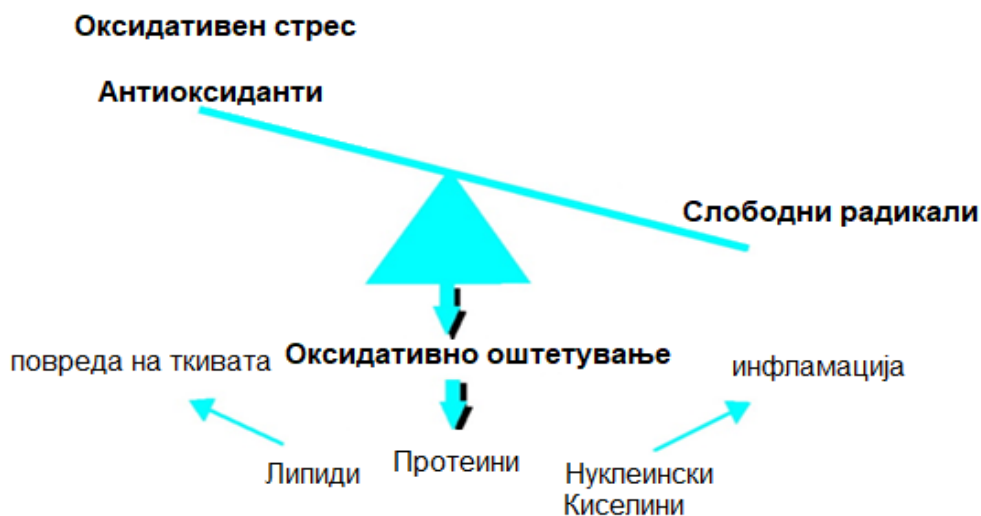 Оксидативен стрес
Антиоксиданти
Слободни радикали
повреда на ткивата
Оксидативно оштетување
инфламација
Липиди
Протеини
Нуклеински
Киселини